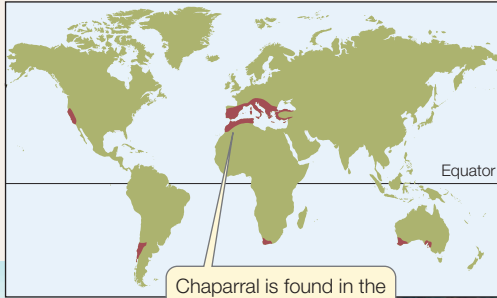 Equator
Chaparral is found in the